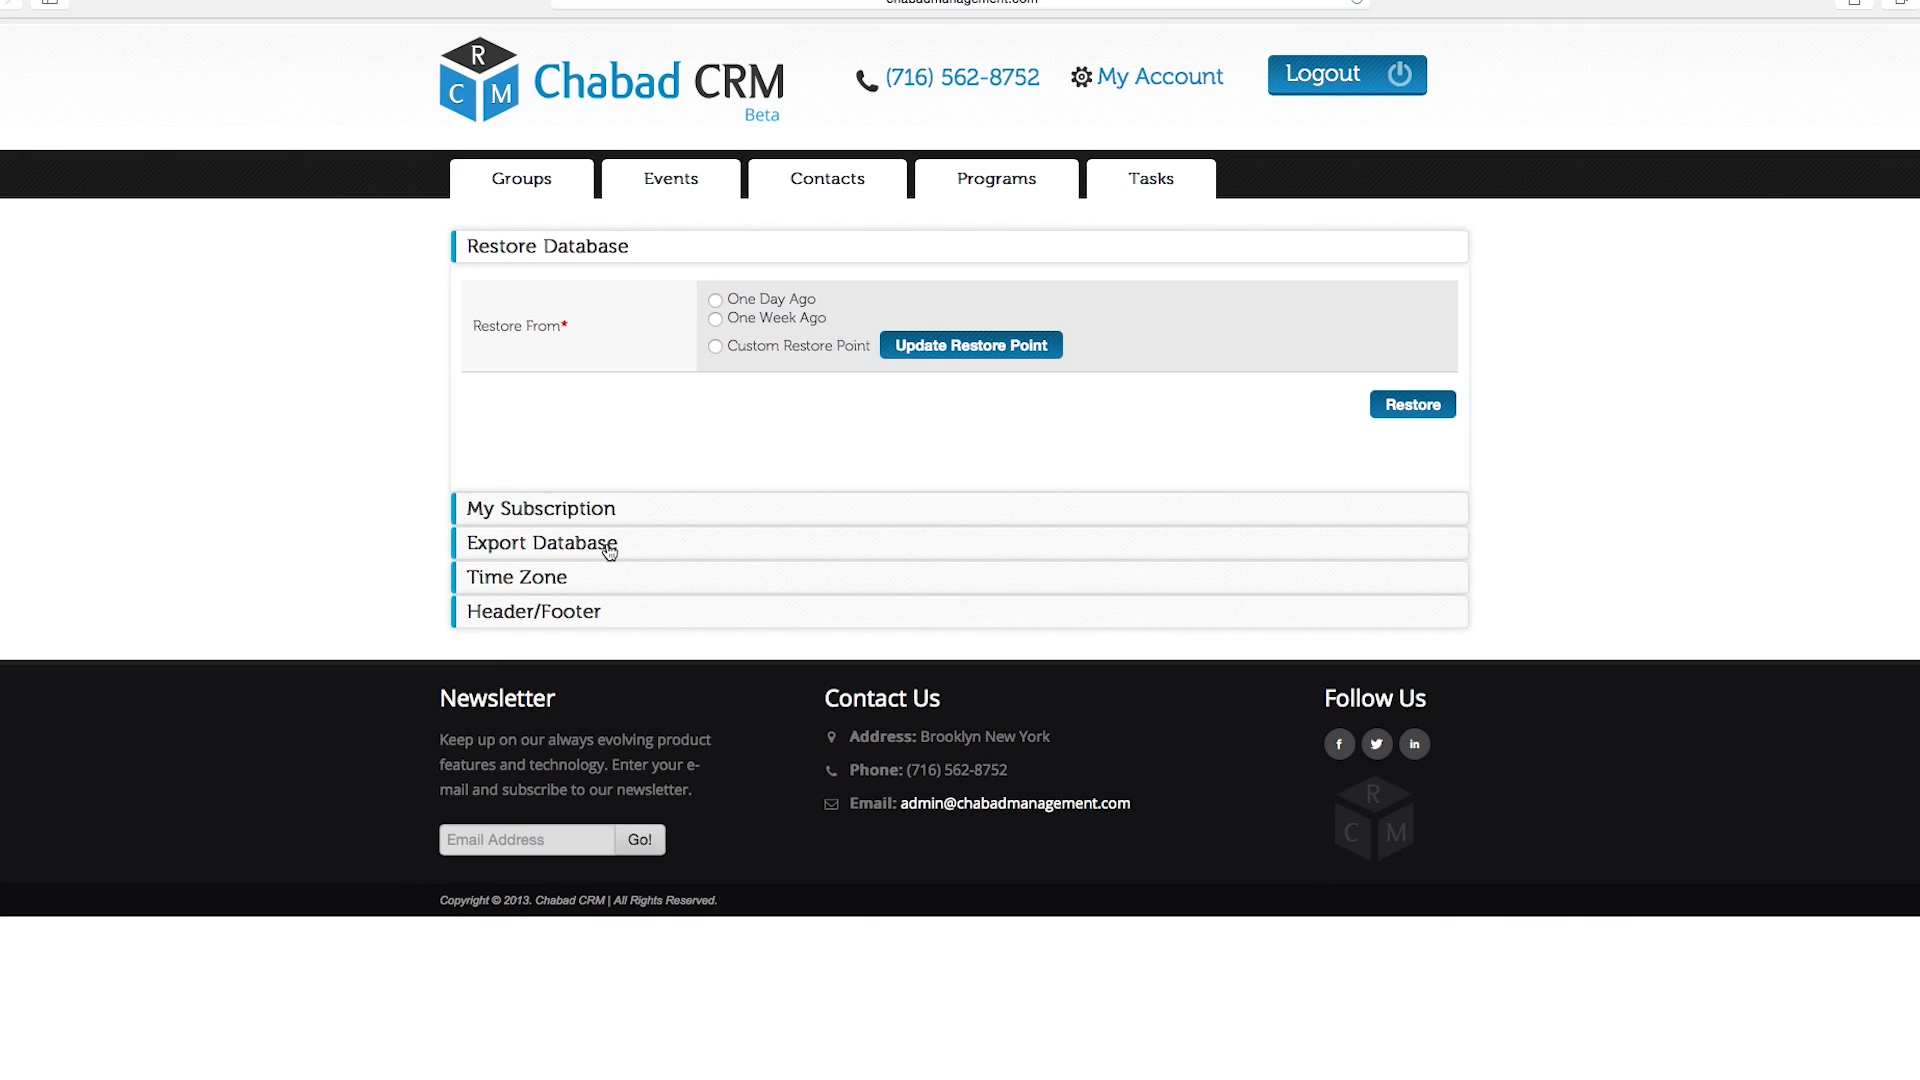 chabadmanagement.com
R
C M
Chabad CRM
Beta
(716) 562-8752
My Account
Logout
Groups
Events
Contacts
Programs
Tasks
Restore Database
Restore From*
One Day Ago
One Week Ago
Custom Restore Point
Update Restore Point
Restore
My Subscription
Export Database
Time Zone
Header/Footer
Newsletter
Keep up on our always evolving product
features and technology. Enter your e-
mail and subscribe to our newsletter.
Email Address
Go!
Contact Us
Address: Brooklyn New York
Phone: (716) 562-8752
Email: admin@chabadmanagement.com
Follow Us
f
in
R
C M
Copyright © 2013. Chabad CRM | All Rights Reserved.